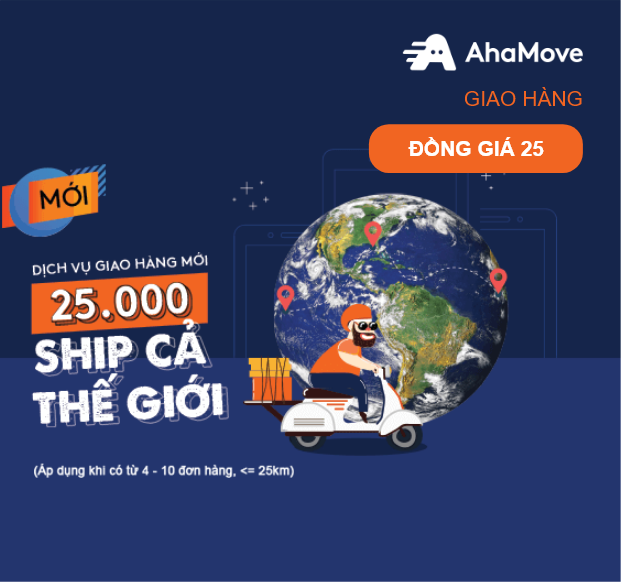 AhaMove
GIAO HÀNG
ĐỒNG GIÁ 25
MỚI
DỊCH VỤ GIAO HÀNG MỚI
25.000
SHIP CẢ
THẾ GIỚI
(Áp dụng khi có từ 4 - 10 đơn hàng, <= 25km)